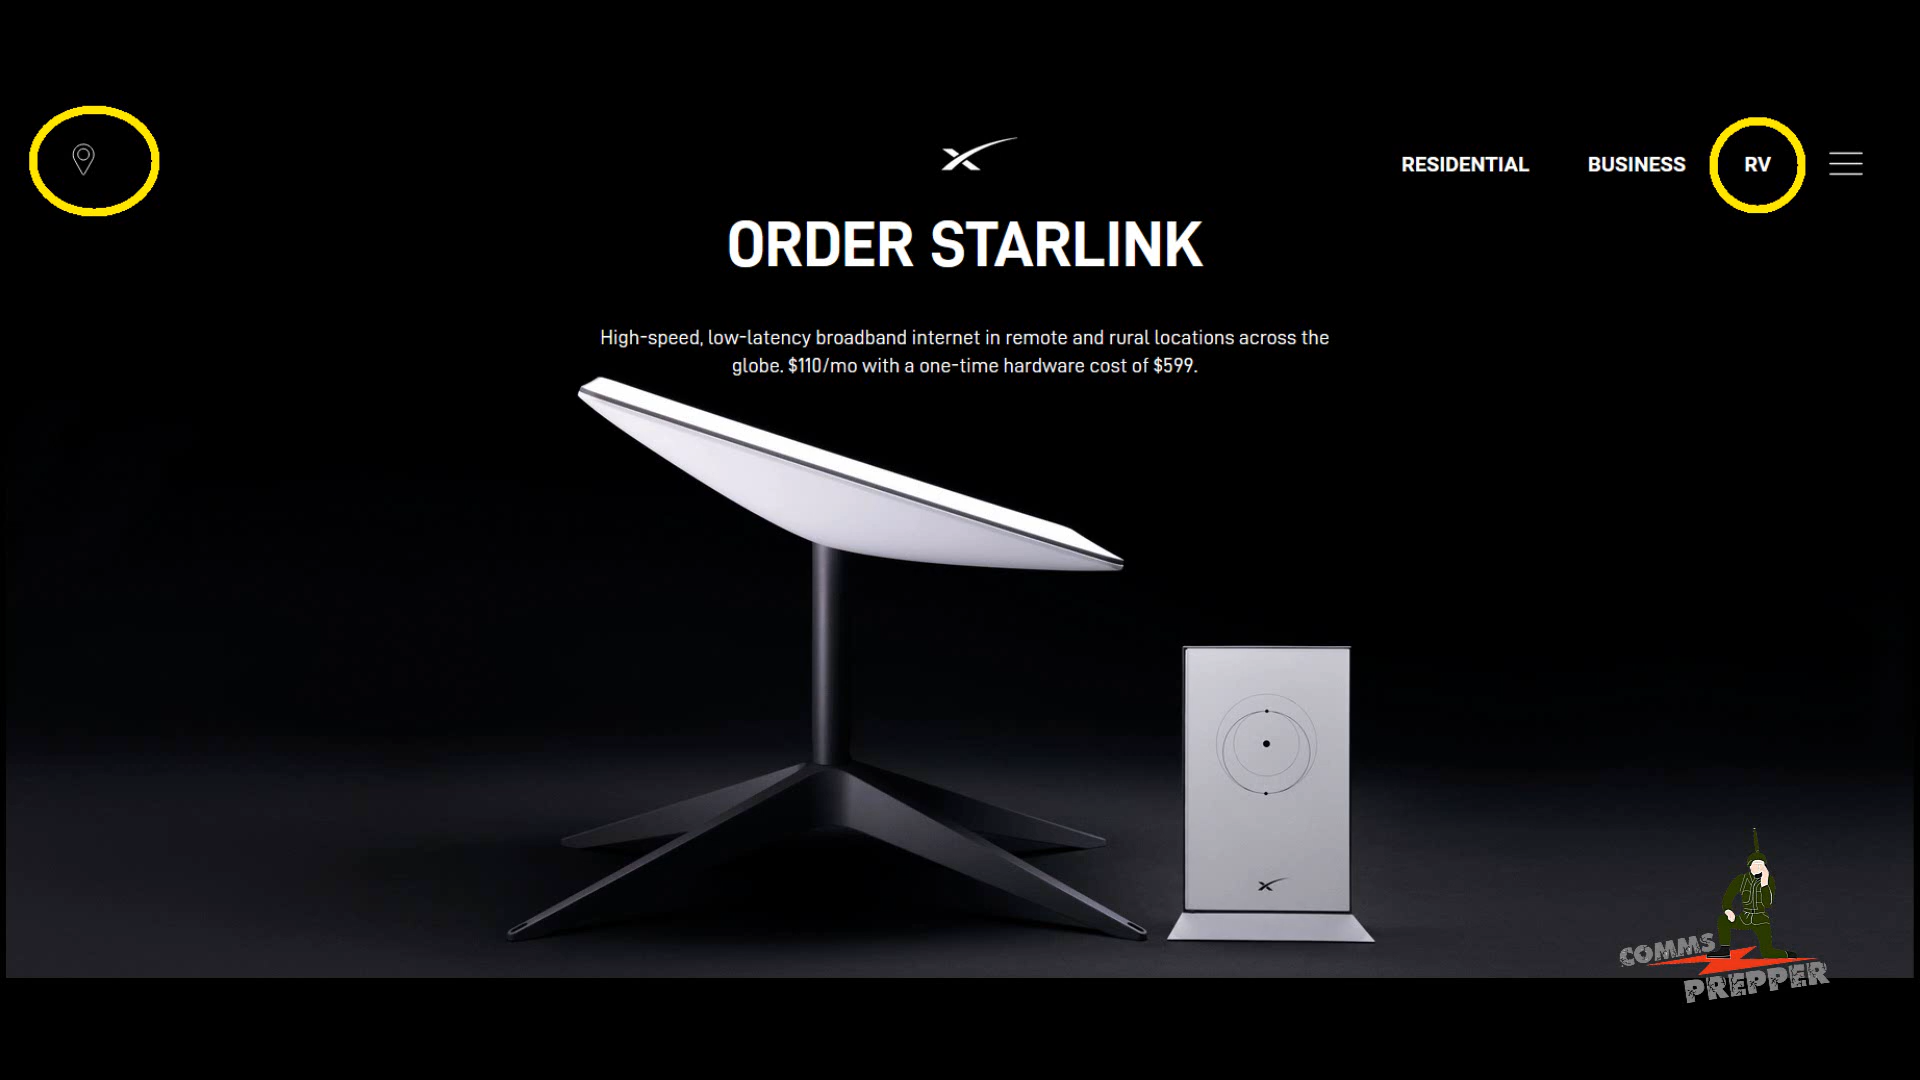 RESIDENTIAL
BUSINESS
RV
ORDER STARLINK
High-speed, low-latency broadband internet in remote and rural locations across the
globe. $110/mo with a one-time hardware cost of $599.
COMMS
PREPPER